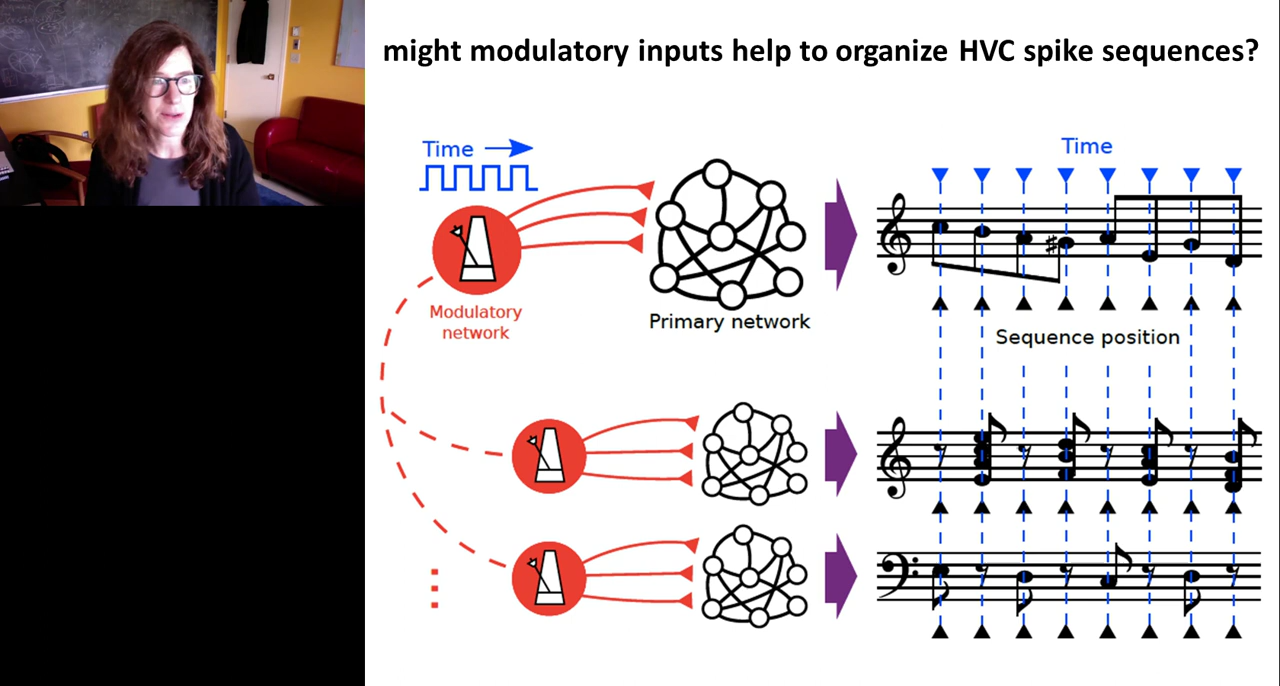 might modulatory inputs help to organize HVC spike sequences?
Time
Time
Modulatory
network
Primary network
Sequence position